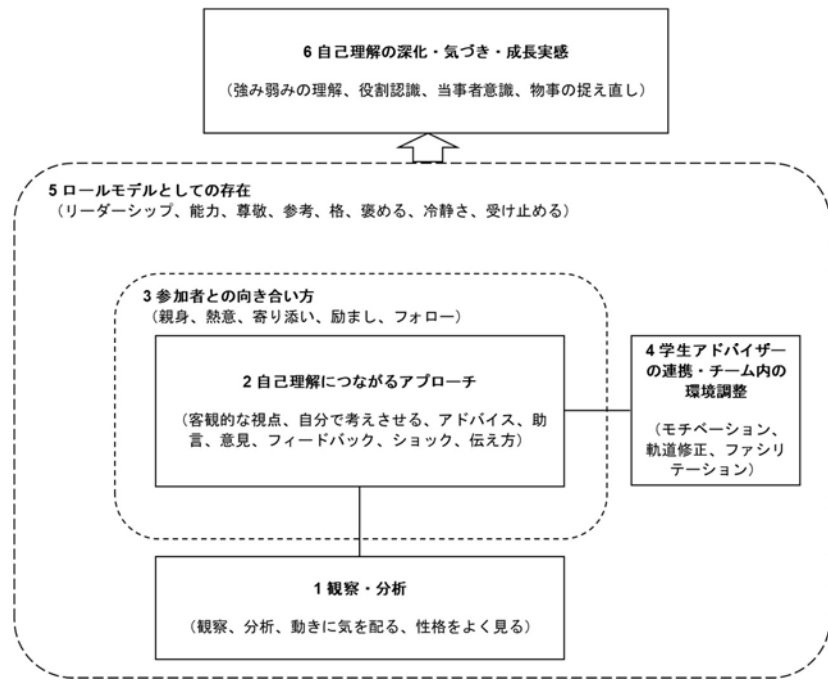 6 自己理解の深化・気づき・成長実感
（強み弱みの理解、役割認識、当事者意識、物事の捉え直し）
5 ロールモデルとしての存在
（リーダーシップ、能力、尊敬、参考、格、褒める、冷静さ、受け止める）
3 参加者との向き合い方
（親身、熱意、寄り添い、励まし、フォロー）
2 自己理解につながるアプローチ
（客観的な視点、自分で考えさせる、アドバイス、助
言、意見、フィードバック、ショック、伝え方）
4 学生アドバイザー
の連携・チーム内の
環境調整
（モチベーション、
軌道修正、ファシリ
テーション）
1 観察・分析
（観察、分析、動きに気を配る、性格をよく見る）